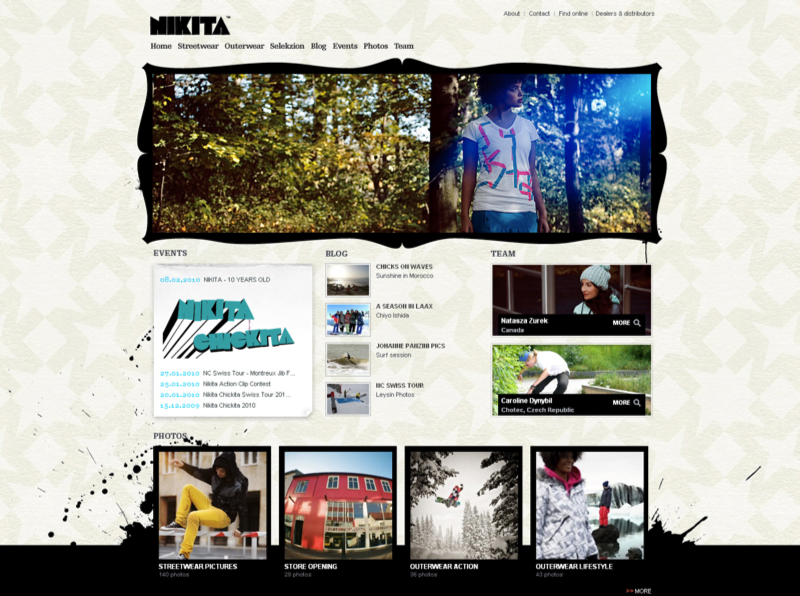 NIKITA™
About | Contact | Find online | Dealers & distributors
Home Streetwear Outerwear Selekzion Blog Events Photos Team
EVENTS
08.02.2010 NIKITA - 10 YEARS OLD
NIKITA
CHICKITA
27.01.2010 NC Swiss Tour - Montreux Jib F...
25.01.2010 Nikita Action Clip Contest
20.01.2010 Nikita Chickita Swiss Tour 201...
15.12.2009 Nikita Chickita 2010
BLOG
CHICKS ON WAVES
Sunshine in Morocco
A SEASON IN LAAX
Chiyo Ishida
JOHANNE PANZINI PICS
Surf session
NC SWISS TOUR
Leysin Photos
TEAM
Natasza Zurek
Canada
MORE
Caroline Dynybil
Chotec, Czech Republic
MORE
PHOTOS
STREETWEAR PICTURES
140 photos
STORE OPENING
28 photos
OUTERWEAR ACTION
36 photos
OUTERWEAR LIFESTYLE
43 photos
>> MORE